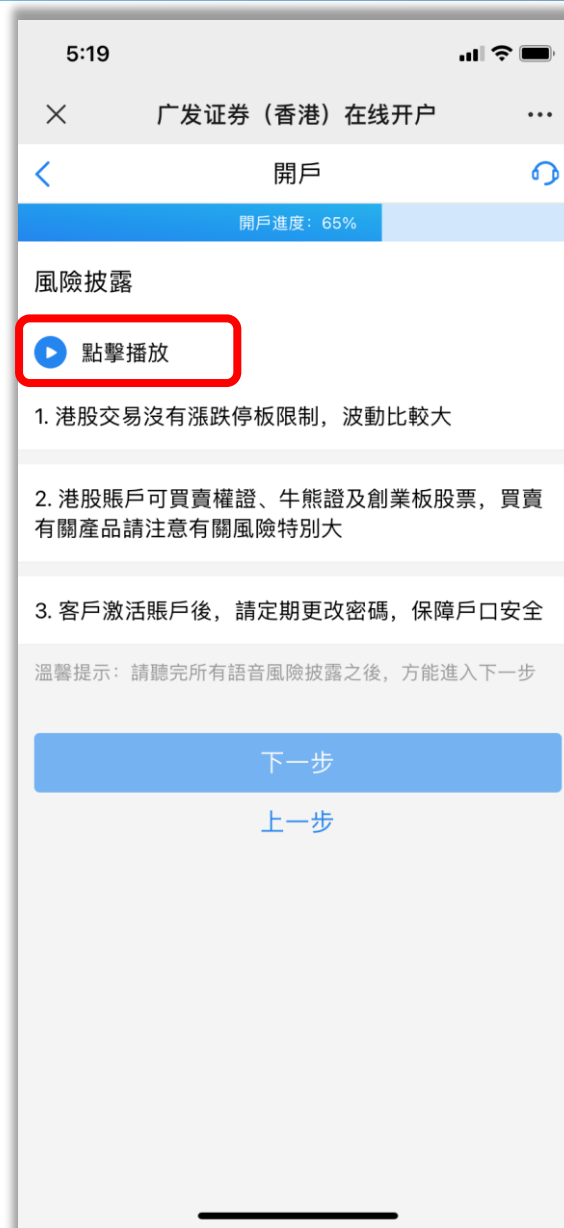 5:19
广发证券（香港）在线开户
開戶
開戶進度：65%
風險披露
點擊播放
1. 港股交易沒有漲跌停板限制，波動比較大
2. 港股賬戶可買賣權證、牛熊證及創業板股票，買賣
有關產品請注意有關風險特別大
3. 客戶激活賬戶後，請定期更改密碼，保障戶口安全
溫馨提示：請聽完所有語音風險披露之後，方能進入下一步
下一步
上一步